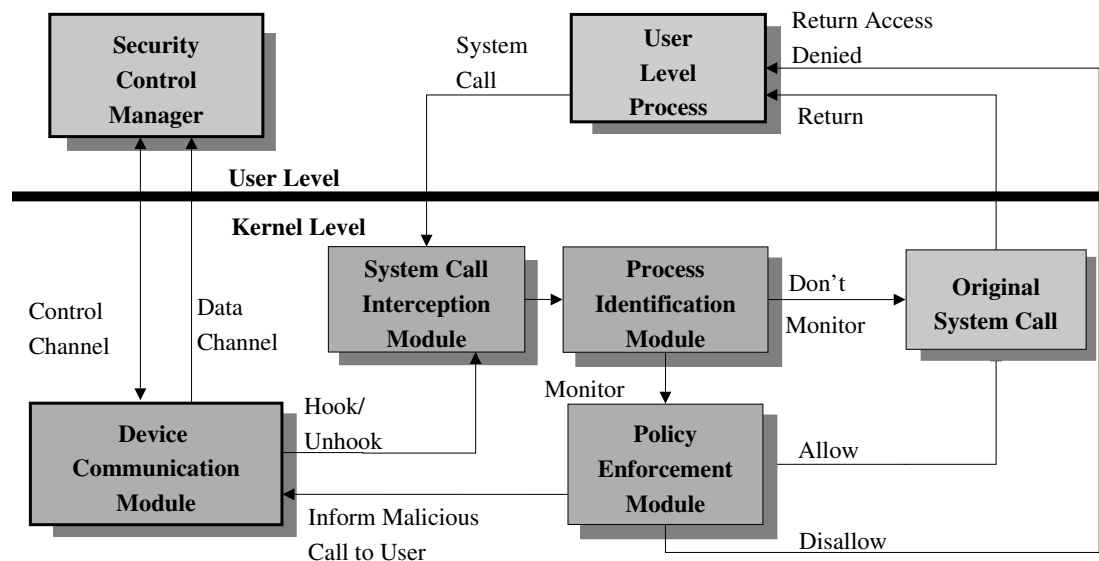 Security
Control
Manager
System
Call
User
Level
Process
Return Access
Denied
Return
User Level
Kernel Level
Control
Channel
Data
Channel
System Call
Interception
Module
Process
Identification
Module
Don't
Monitor
Original
System Call
Monitor
Device
Communication
Module
Hook/
Unhook
Policy
Enforcement
Module
Allow
Inform Malicious
Call to User
Disallow